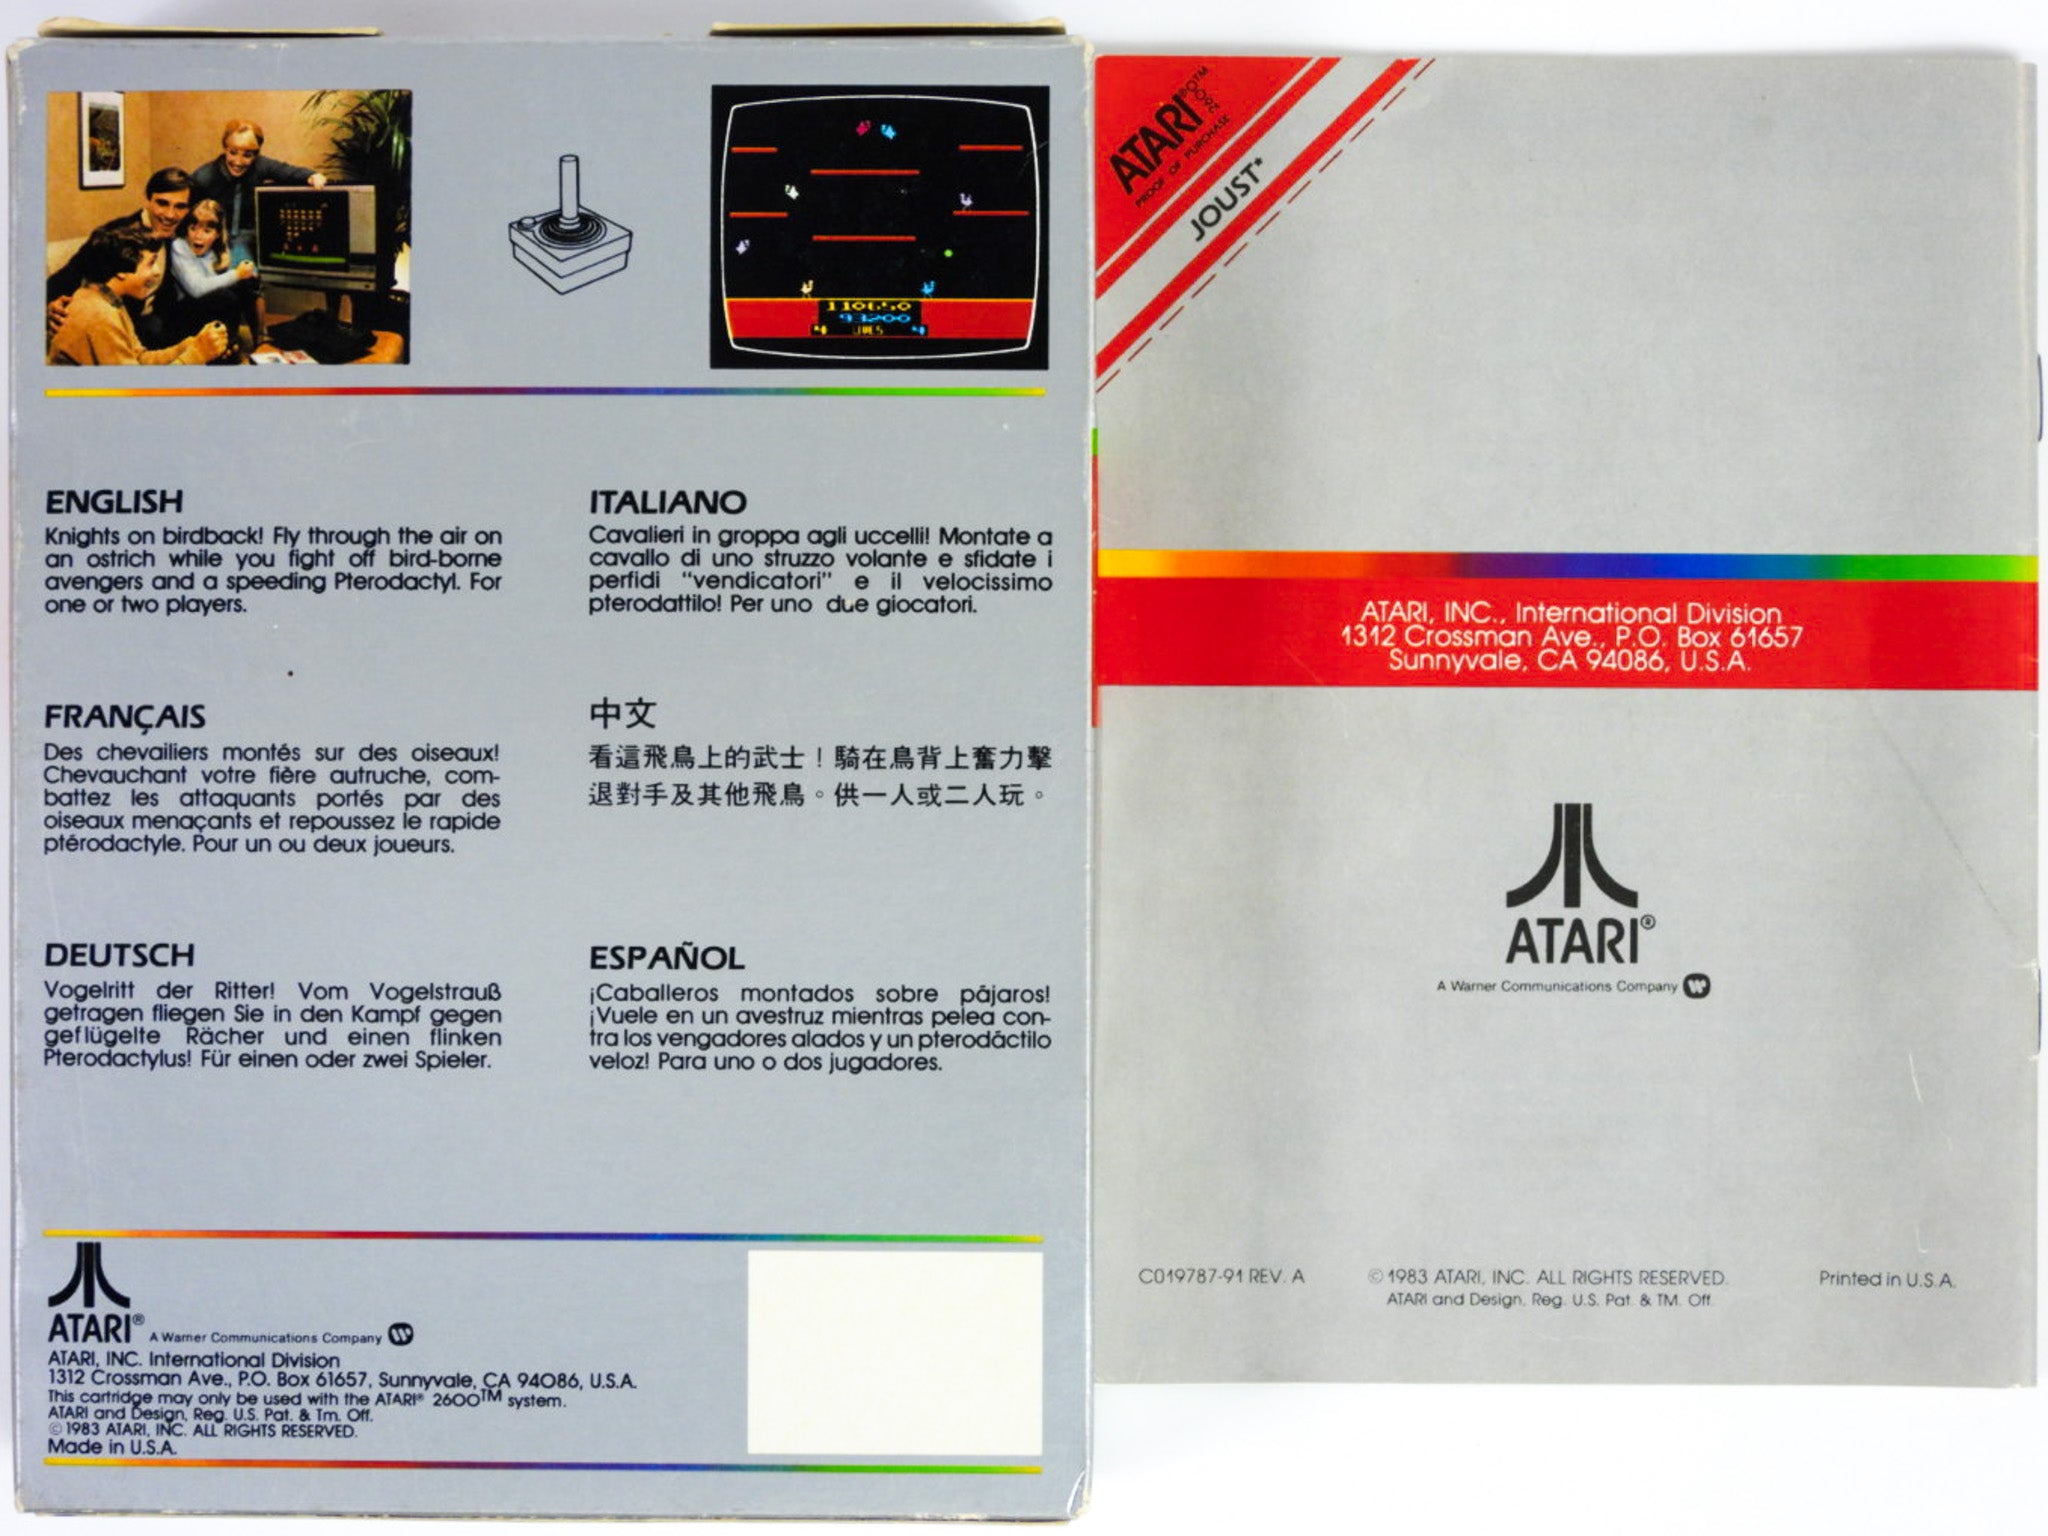 110650
93200
LIVES
ENGLISH
Knights on birdback! Fly through the air on
an ostrich while you fight off bird-borne
avengers and a speeding Pterodactyl. For
one or two players.
FRANÇAIS
Des chevailiers montés sur des oiseaux!
Chevauchant votre fière autruche, com-
battez les attaquants portés par des
oiseaux menaçants et repoussez le rapide
ptérodactyle. Pour un ou deux joueurs.
DEUTSCH
Vogelritt der Ritter! Vom Vogelstrauß
getragen fliegen Sie in den Kampf gegen
geflügelte Rächer und einen flinken
Pterodactylus! Für einen oder zwei Spieler.
ITALIANO
Cavalieri in groppa agli uccelli! Montate a
cavallo di uno struzzo volante e sfidate i
perfidi "vendicatori" e il velocissimo
pterodattilo! Per uno due giocatori.
中文
看這飛鳥上的武士！騎在鳥背上奮力擊
退對手及其他飛鳥。供一人或二人玩。
ESPAÑOL
¡Caballeros montados sobre pájaros!
¡Vuele en un avestruz mientras pelea con-
tra los vengadores alados y un pterodáctilo
veloz! Para uno o dos jugadores.
ATARI® A Warner Communications Company
ATARI, INC. International Division
1312 Crossman Ave., P.O. Box 61657, Sunnyvale, CA 94086, U.S.A.
This cartridge may only be used with the ATARI® 2600™ system.
ATARI and Design, Reg. U.S. Pat. & Tm. Off.
© 1983 ATARI, INC. ALL RIGHTS RESERVED.
Made in U.S.A.
ATARI® 2600™
PROOF OF PURCHASE
JOUST*
ATARI, INC., International Division
1312 Crossman Ave., P.O. Box 61657
Sunnyvale, CA 94086, U.S.A.
ATARI®
A Warner Communications Company
C019787-91 REV. A
© 1983 ATARI, INC. ALL RIGHTS RESERVED.
ATARI and Design, Reg. U.S. Pat. & TM. Off.
Printed in U.S.A.